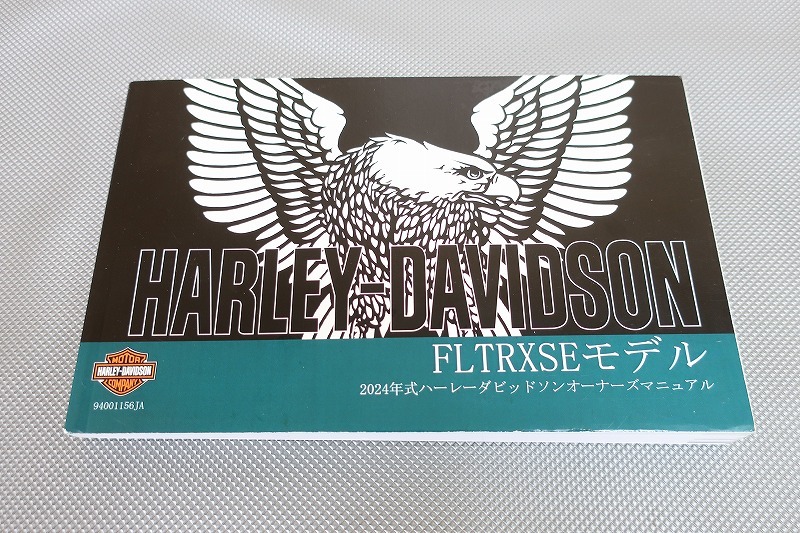 HARLEY-DAVIDSON
FLTRXSEモデル
2024年式ハーレーダビッドソンオーナーズマニュアル
MOTOR
HARLEY-DAVIDSON
COMPANY
94001156JA